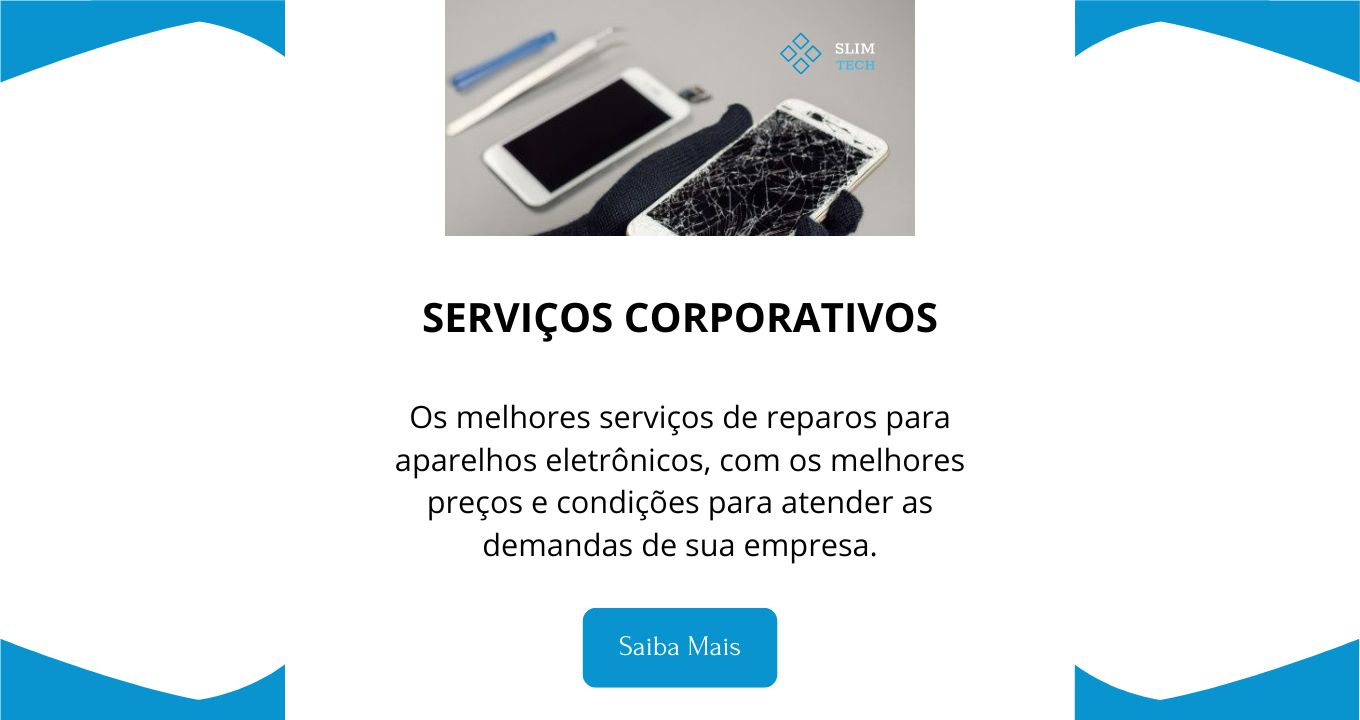 SLIM
TECH
SERVIÇOS CORPORATIVOS
Os melhores serviços de reparos para
aparelhos eletrônicos, com os melhores
preços e condições para atender as
demandas de sua empresa.
Saiba Mais